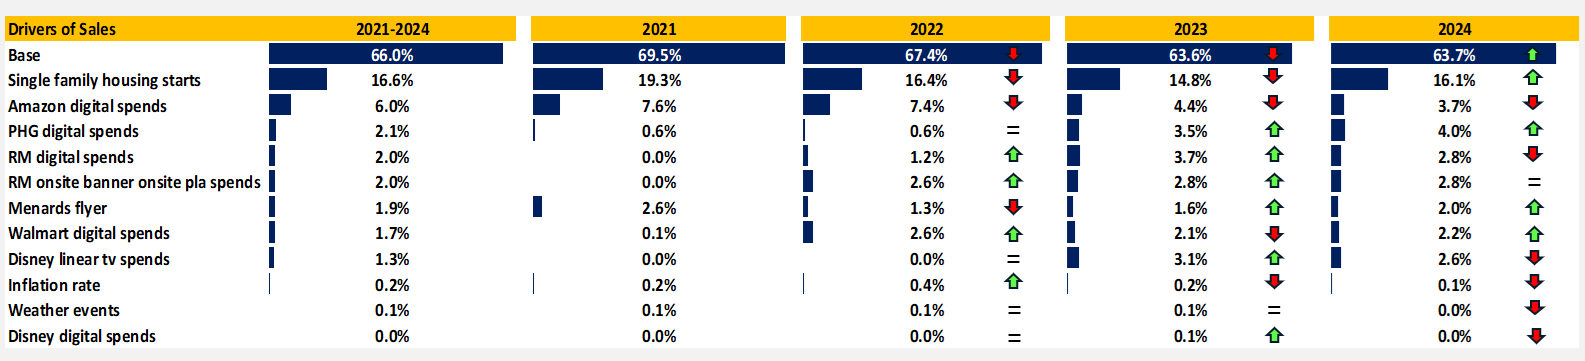 Drivers of Sales 2021-2024 2021 2022 2023 2024
Base 66.0% 69.5% 67.4% 63.6% 63.7%
Single family housing starts 16.6% 19.3% 16.4% 14.8% 16.1%
Amazon digital spends 6.0% 7.6% 7.4% 4.4% 3.7%
PHG digital spends 2.1% 0.6% 0.6% = 3.5% 4.0%
RM digital spends 2.0% 0.0% 1.2% 3.7% 2.8%
RM onsite banner onsite pla spends 2.0% 0.0% 2.6% 2.8% 2.8% =
Menards flyer 1.9% 2.6% 1.3% 1.6% 2.0%
Walmart digital spends 1.7% 0.1% 2.6% 2.1% 2.2%
Disney linear tv spends 1.3% 0.0% 0.0% = 3.1% 2.6%
Inflation rate 0.2% 0.2% 0.4% 0.2% 0.1%
Weather events 0.1% 0.1% 0.1% = 0.1% = 0.0%
Disney digital spends 0.0% 0.0% 0.0% = 0.1% 0.0%